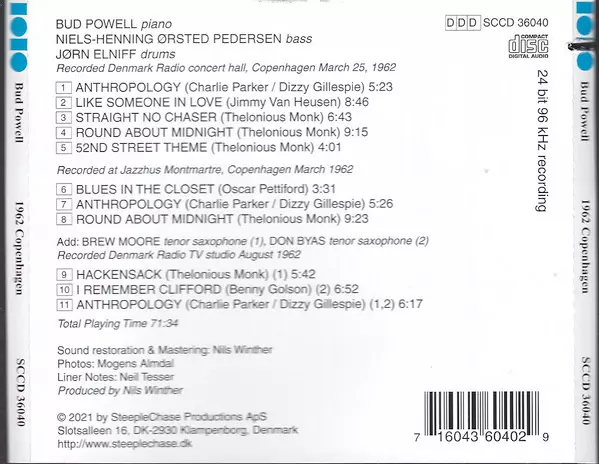 BUD POWELL piano
NIELS-HENNING ØRSTED PEDERSEN bass
JØRN ELNIFF drums
Recorded Denmark Radio concert hall, Copenhagen March 25, 1962
1 ANTHROPOLOGY (Charlie Parker / Dizzy Gillespie) 5:23
2 LIKE SOMEONE IN LOVE (Jimmy Van Heusen) 8:46
3 STRAIGHT NO CHASER (Thelonious Monk) 6:43
4 ROUND ABOUT MIDNIGHT (Thelonious Monk) 9:15
5 52ND STREET THEME (Thelonious Monk) 4:01
Recorded at Jazzhus Montmartre, Copenhagen March 1962
6 BLUES IN THE CLOSET (Oscar Pettiford) 3:31
7 ANTHROPOLOGY (Charlie Parker / Dizzy Gillespie) 5:26
8 ROUND ABOUT MIDNIGHT (Thelonious Monk) 9:23
Add: BREW MOORE tenor saxophone (1), DON BYAS tenor saxophone (2)
Recorded Denmark Radio TV studio August 1962
9 HACKENSACK (Thelonious Monk) (1) 5:42
10 I REMEMBER CLIFFORD (Benny Golson) (2) 6:52
11 ANTHROPOLOGY (Charlie Parker / Dizzy Gillespie) (1,2) 6:17
Total Playing Time 71:34
Sound restoration & Mastering: Nils Winther
Photos: Mogens Almdal
Liner Notes: Neil Tesser
Produced by Nils Winther
© 2021 by SteepleChase Productions ApS
Slotsalleen 16, DK-2930 Klampenborg, Denmark
http://www.steeplechase.dk
DDD SCCD 36040
COMPACT
disc
DIGITAL AUDIO
24 bit 96 kHz recording
7 16043 60402 9
Bud Powell 1962 Copenhagen SCCD 36040
Bud Powell 1962 Copenhagen SCCD 36040